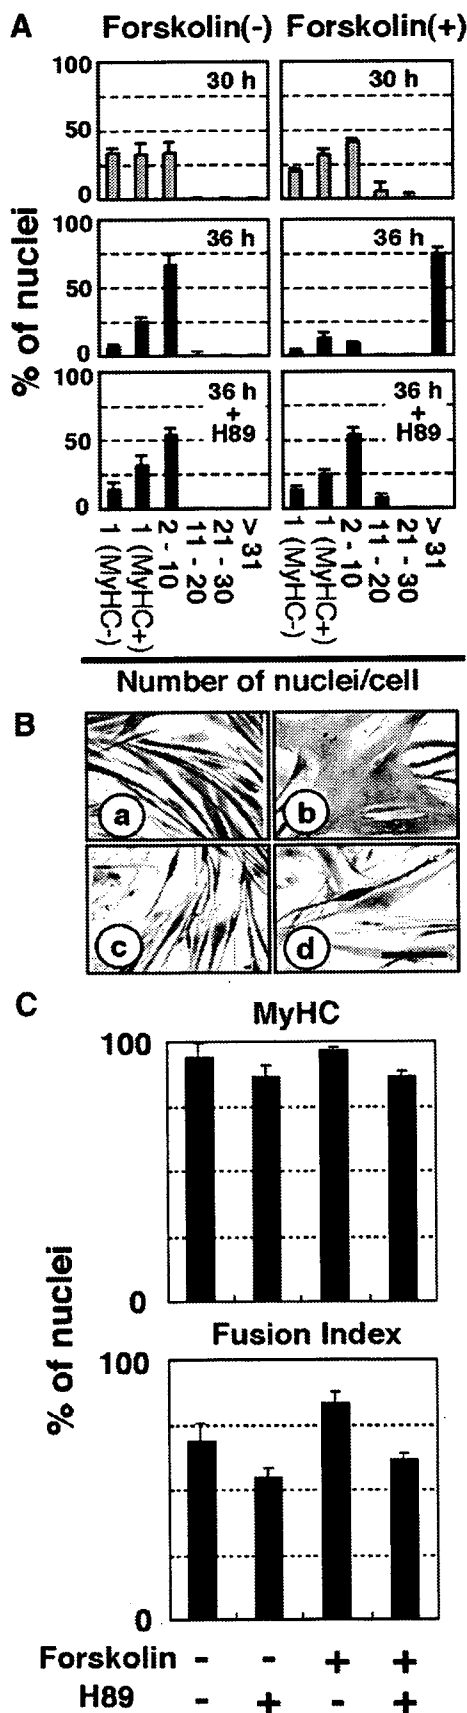 A Forskolin(-) Forskolin(+)
100 30 h 30 h
50
0
36 h 36 h
100
50
0
100 36 h + H89 36 h + H89
50
0
% of nuclei
1 (MyHC-) 1 (MyHC+) 2 - 10 11 - 20 21 - 30 > 31 1 (MyHC-) 1 (MyHC+) 2 - 10 11 - 20 21 - 30 > 31
Number of nuclei/cell
B
a b
c d
C
MyHC
100
0
Fusion Index
100
0
% of nuclei
Forskolin - - + +
H89 - + - +